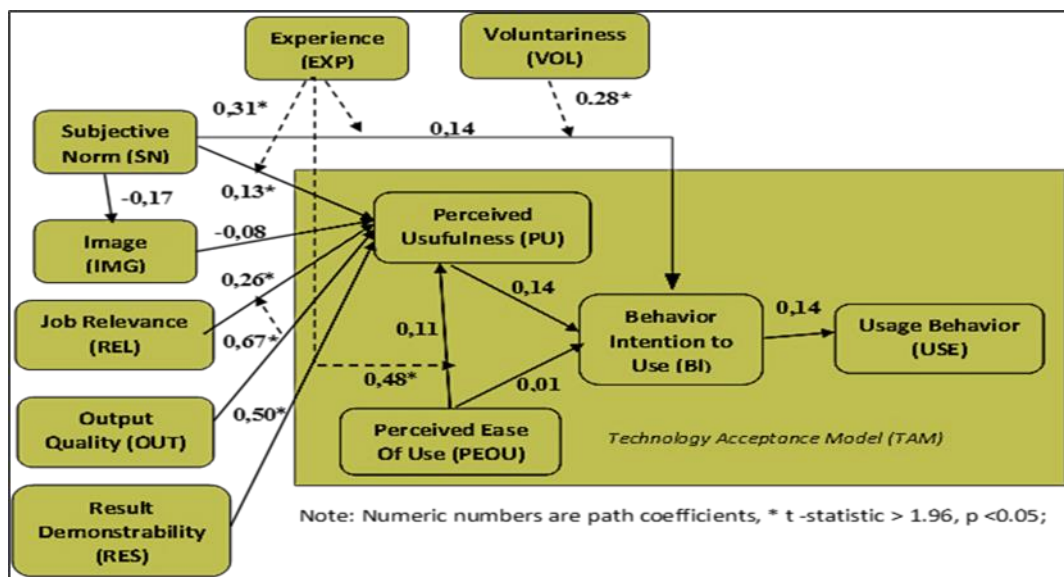 Experience
(EXP)
Voluntariness
(VOL)
0,31*
0.28*
Subjective
Norm (SN)
0,14
0,13*
-0,17
Perceived
Usufulness (PU)
Image
(IMG)
-0,08
0,26*
Job Relevance
(REL)
0,67*
0,11
0,14
Behavior
Intention to
Use (BI)
0,14
Usage Behavior
(USE)
0,48*
0,01
0,50*
Output
Quality (OUT)
Perceived Ease
Of Use (PEOU)
Technology Acceptance Model (TAM)
Result
Demonstrability
(RES)
Note: Numeric numbers are path coefficients, * t -statistic > 1.96, p <0.05;